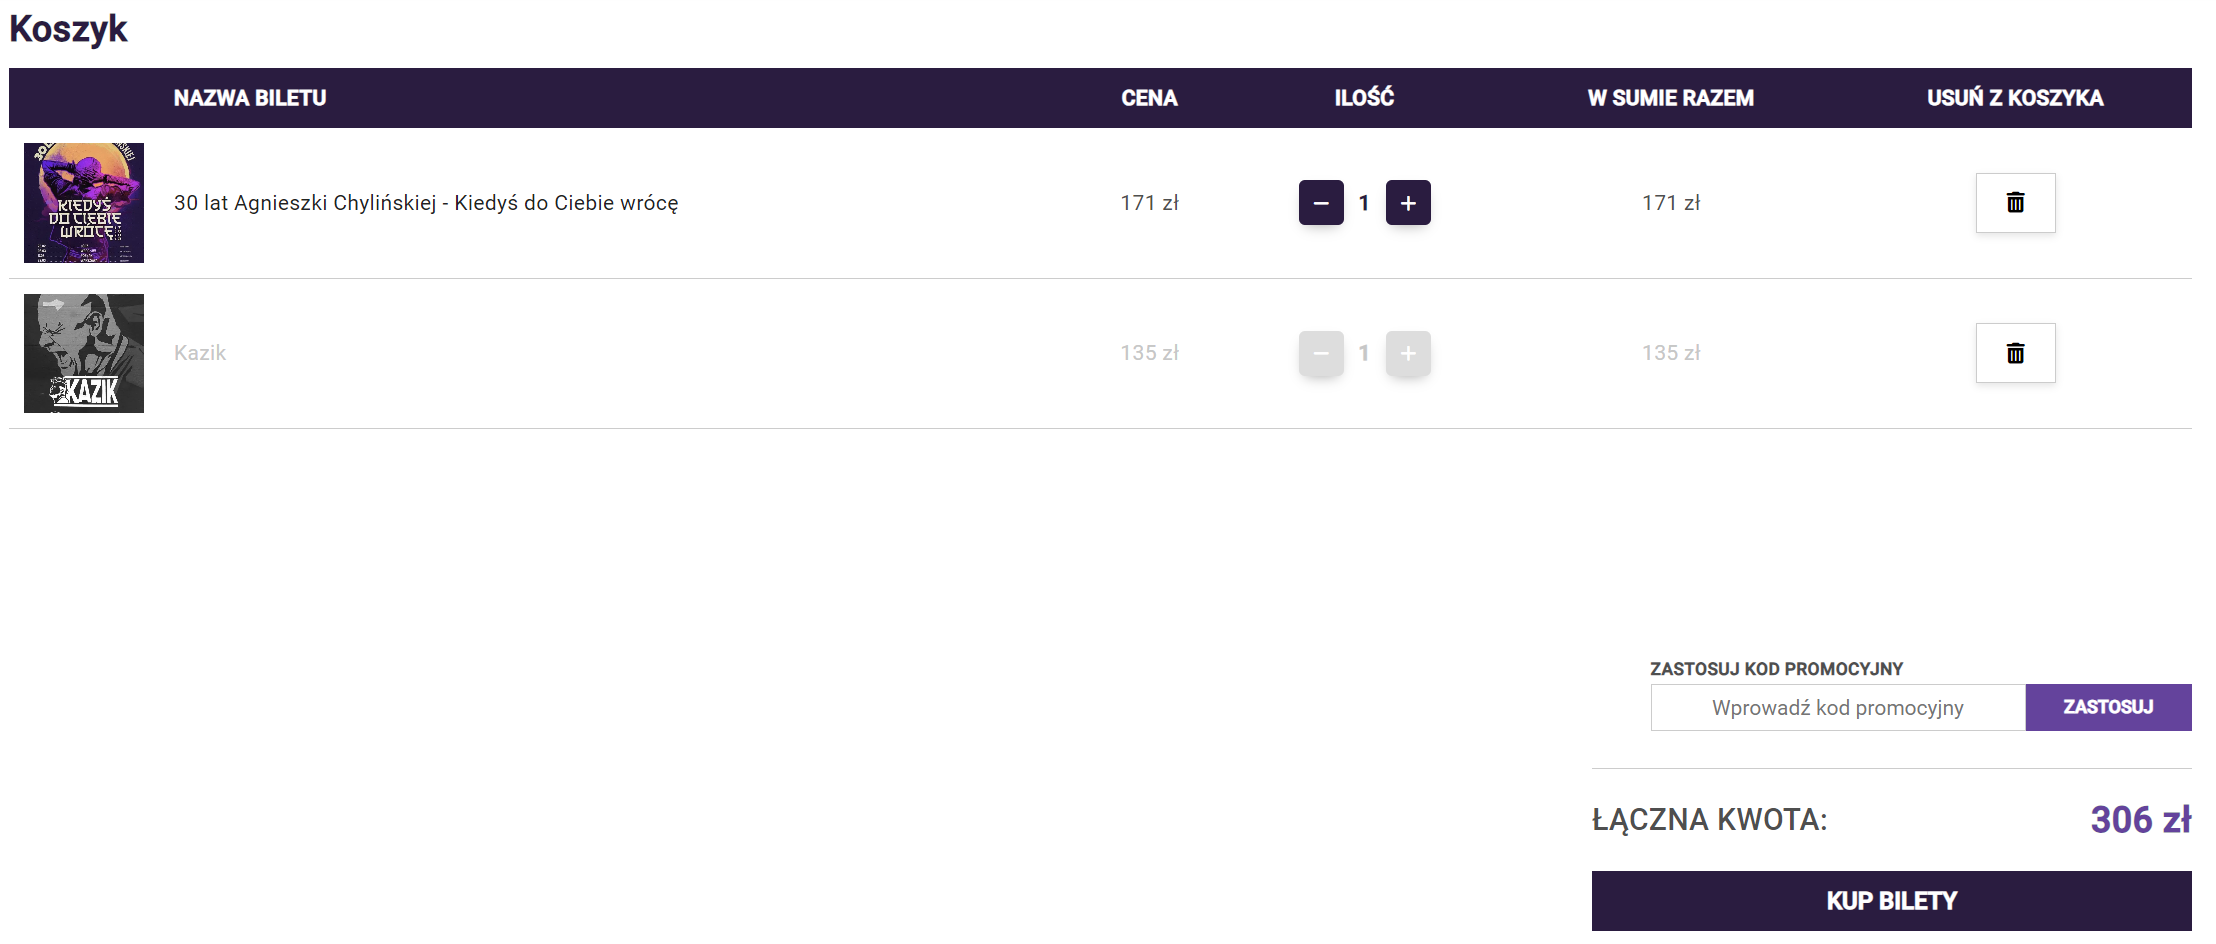 Koszyk
NAZWA BILETU CENA ILOŚĆ W SUMIE RAZEM USUŃ Z KOSZYKA
KIEDYŚ
DO CIEBIE
WRÓCĘ
30 lat Agnieszki Chylińskiej - Kiedyś do Ciebie wrócę 171 zł − 1 + 171 zł
KAZIK
Kazik 135 zł − 1 + 135 zł
ZASTOSUJ KOD PROMOCYJNY
Wprowadź kod promocyjny ZASTOSUJ
ŁĄCZNA KWOTA: 306 zł
KUP BILETY